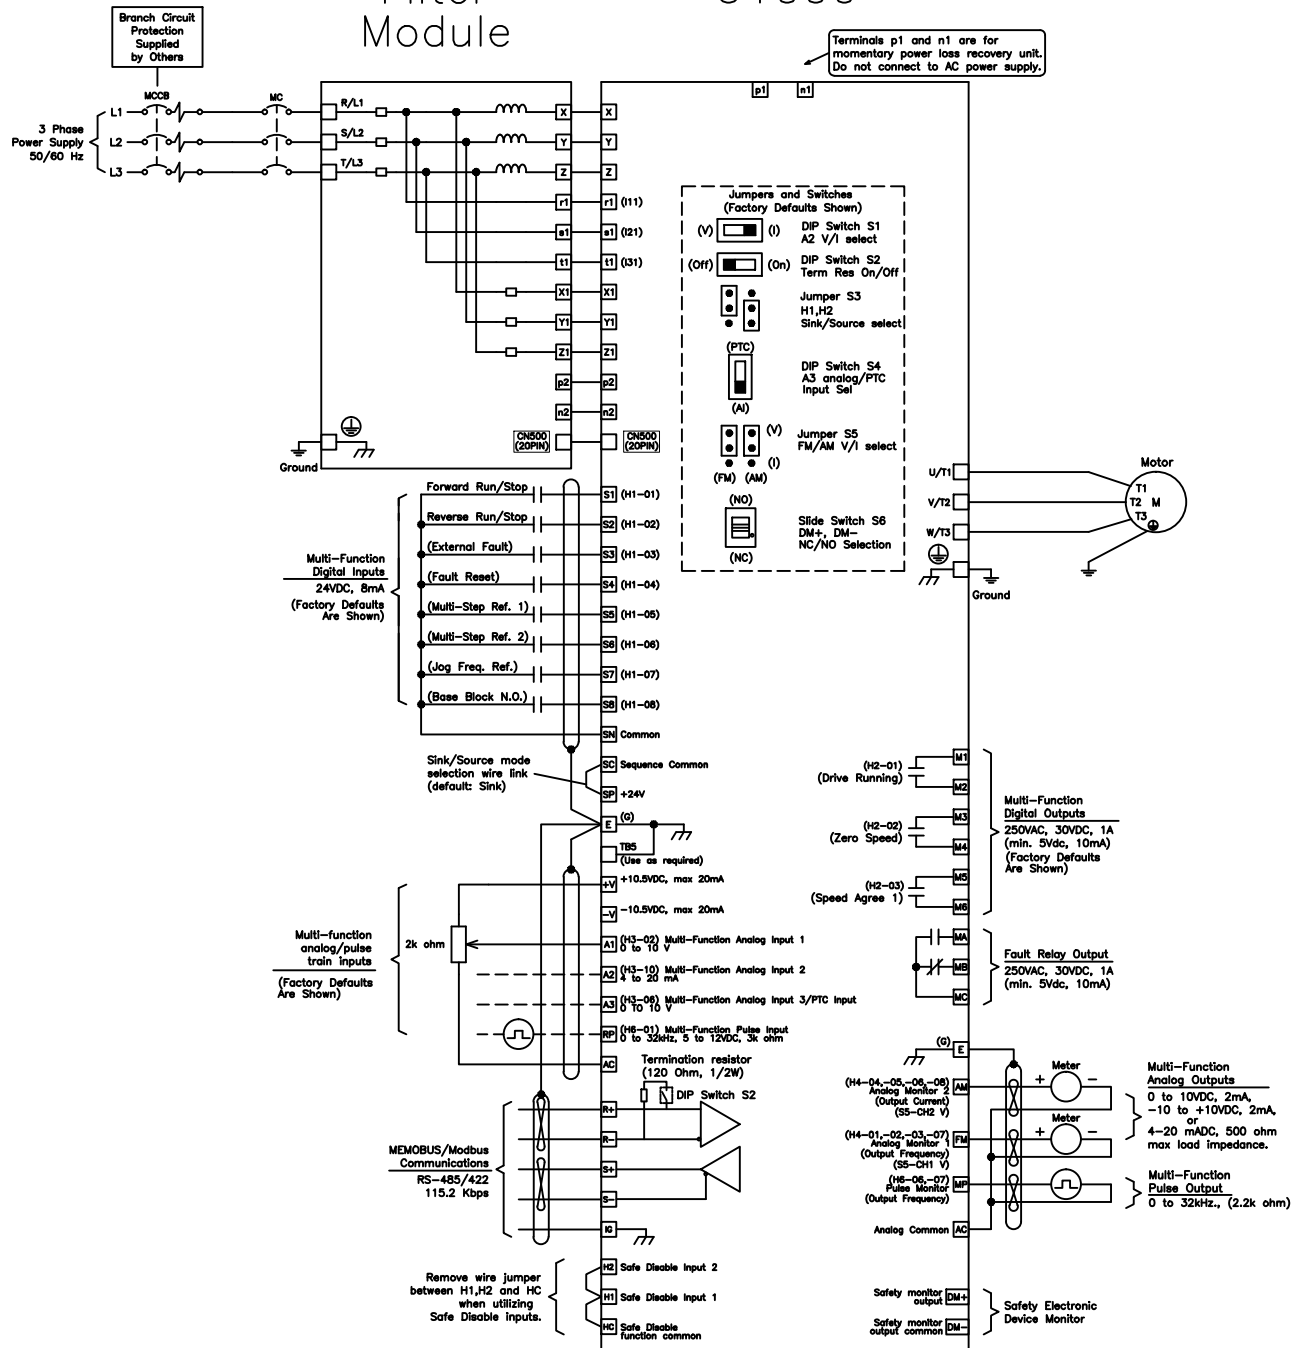 Module
Branch Circuit
Protection
Supplied
by Others
Terminals p1 and n1 are for
momentary power loss recovery unit.
Do not connect to AC power supply.
p1
n1
MCCB
MC
3 Phase
Power Supply
50/60 Hz
L1
L2
L3
R/L1
S/L2
T/L3
X
X
Y
Y
Z
Z
r1
r1 (l11)
s1
s1 (l21)
t1
t1 (l31)
X1
X1
Y1
Y1
Z1
Z1
p2
p2
n2
n2
CN500
(20PIN)
CN500
(20PIN)
Ground
Jumpers and Switches
(Factory Defaults Shown)
(V)
(I)
DIP Switch S1
A2 V/I select
(Off)
(On)
DIP Switch S2
Term Res On/Off
Jumper S3
H1,H2
Sink/Source select
(PTC)
(AI)
DIP Switch S4
A3 analog/PTC
Input Sel
(V)
(I)
(FM) (AM)
Jumper S5
FM/AM V/I select
(NO)
(NC)
Slide Switch S6
DM+, DM-
NC/NO Selection
U/T1
V/T2
W/T3
Motor
T1
T2 M
T3
Ground
Multi-Function
Digital Inputs
24VDC, 8mA
(Factory Defaults
Are Shown)
Forward Run/Stop
S1 (H1-01)
Reverse Run/Stop
S2 (H1-02)
(External Fault)
S3 (H1-03)
(Fault Reset)
S4 (H1-04)
(Multi-Step Ref. 1)
S5 (H1-05)
(Multi-Step Ref. 2)
S6 (H1-06)
(Jog Freq. Ref.)
S7 (H1-07)
(Base Block N.O.)
S8 (H1-08)
SN Common
Sink/Source mode
selection wire link
(default: Sink)
SC Sequence Common
SP +24V
E (G)
TB5
(Use as required)
Multi-function
analog/pulse
train inputs
(Factory Defaults
Are Shown)
2k ohm
+V +10.5VDC, max 20mA
-V -10.5VDC, max 20mA
A1 (H3-02) Multi-Function Analog Input 1
0 to 10 V
A2 (H3-10) Multi-Function Analog Input 2
4 to 20 mA
A3 (H3-06) Multi-Function Analog Input 3/PTC Input
0 TO 10 V
RP (H6-01) Multi-Function Pulse Input
0 to 32kHz, 5 to 12VDC, 3k ohm
AC
Termination resistor
(120 Ohm, 1/2W)
DIP Switch S2
MEMOBUS/Modbus
Communications
RS-485/422
115.2 Kbps
R+
R-
S+
S-
IG
Remove wire jumper
between H1,H2 and HC
when utilizing
Safe Disable inputs.
H2 Safe Disable Input 2
H1 Safe Disable Input 1
HC Safe Disable
function common
(H2-01)
(Drive Running)
M1
M2
(H2-02)
(Zero Speed)
M3
M4
(H2-03)
(Speed Agree 1)
M5
M6
Multi-Function
Digital Outputs
250VAC, 30VDC, 1A
(min. 5Vdc, 10mA)
(Factory Defaults
Are Shown)
MA
MB
MC
Fault Relay Output
250VAC, 30VDC, 1A
(min. 5Vdc, 10mA)
(G) E
(H4-04,-05,-06,-08)
Analog Monitor 2
(Output Current)
(S5-CH2 V)
AM
+ Meter -
(H4-01,-02,-03,-07)
Analog Monitor 1
(Output Frequency)
(S5-CH1 V)
FM
+ Meter -
Multi-Function
Analog Outputs
0 to 10VDC, 2mA,
-10 to +10VDC, 2mA,
or
4-20 mADC, 500 ohm
max load impedance.
(H6-06,-07)
Pulse Monitor
(Output Frequency)
MP
Multi-Function
Pulse Output
0 to 32kHz., (2.2k ohm)
Analog Common AC
Safety monitor
output DM+
Safety monitor
output common DM-
Safety Electronic
Device Monitor